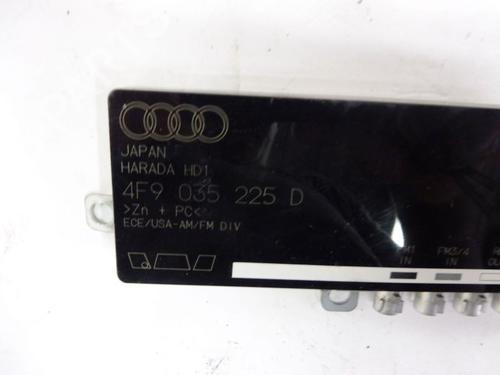 JAPAN
HARADA HD1
4F9 035 225 D
>Zn + PC<
ECE/USA-AM/FM DIV
FM3/4
IN IN